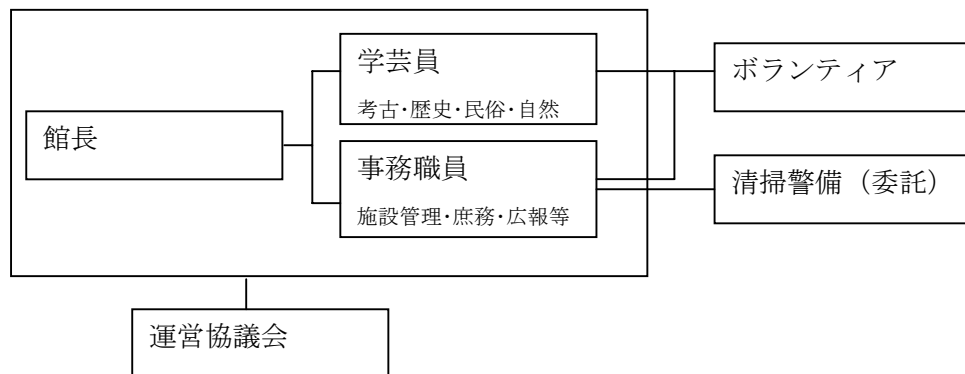 学芸員
考古･歴史･民俗･自然
ボランティア
館長
事務職員
施設管理･庶務･広報等
清掃警備（委託）
運営協議会